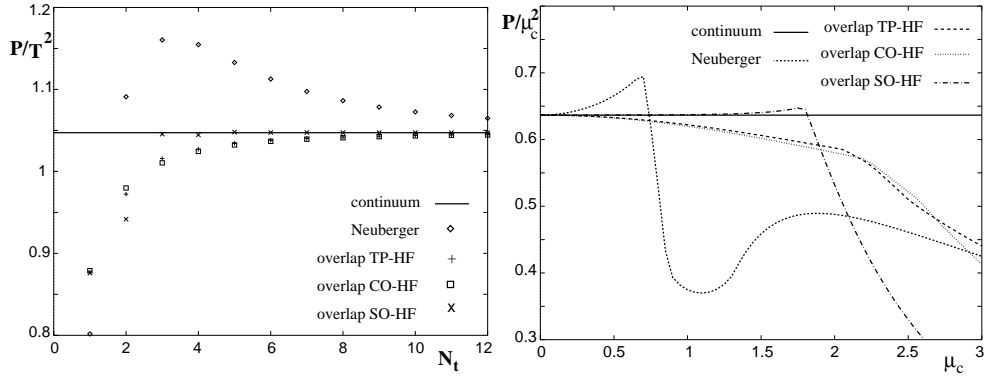 P/T²
1.2
1.1
1
0.9
0.8
continuum
Neuberger
overlap TP-HF
overlap CO-HF
overlap SO-HF
0 2 4 6 8 10 12
N_t
P/μ_c²
continuum
Neuberger
overlap TP-HF
overlap CO-HF
overlap SO-HF
0.7
0.6
0.5
0.4
0.3
0 0.5 1 1.5 2 2.5 3
μ_c